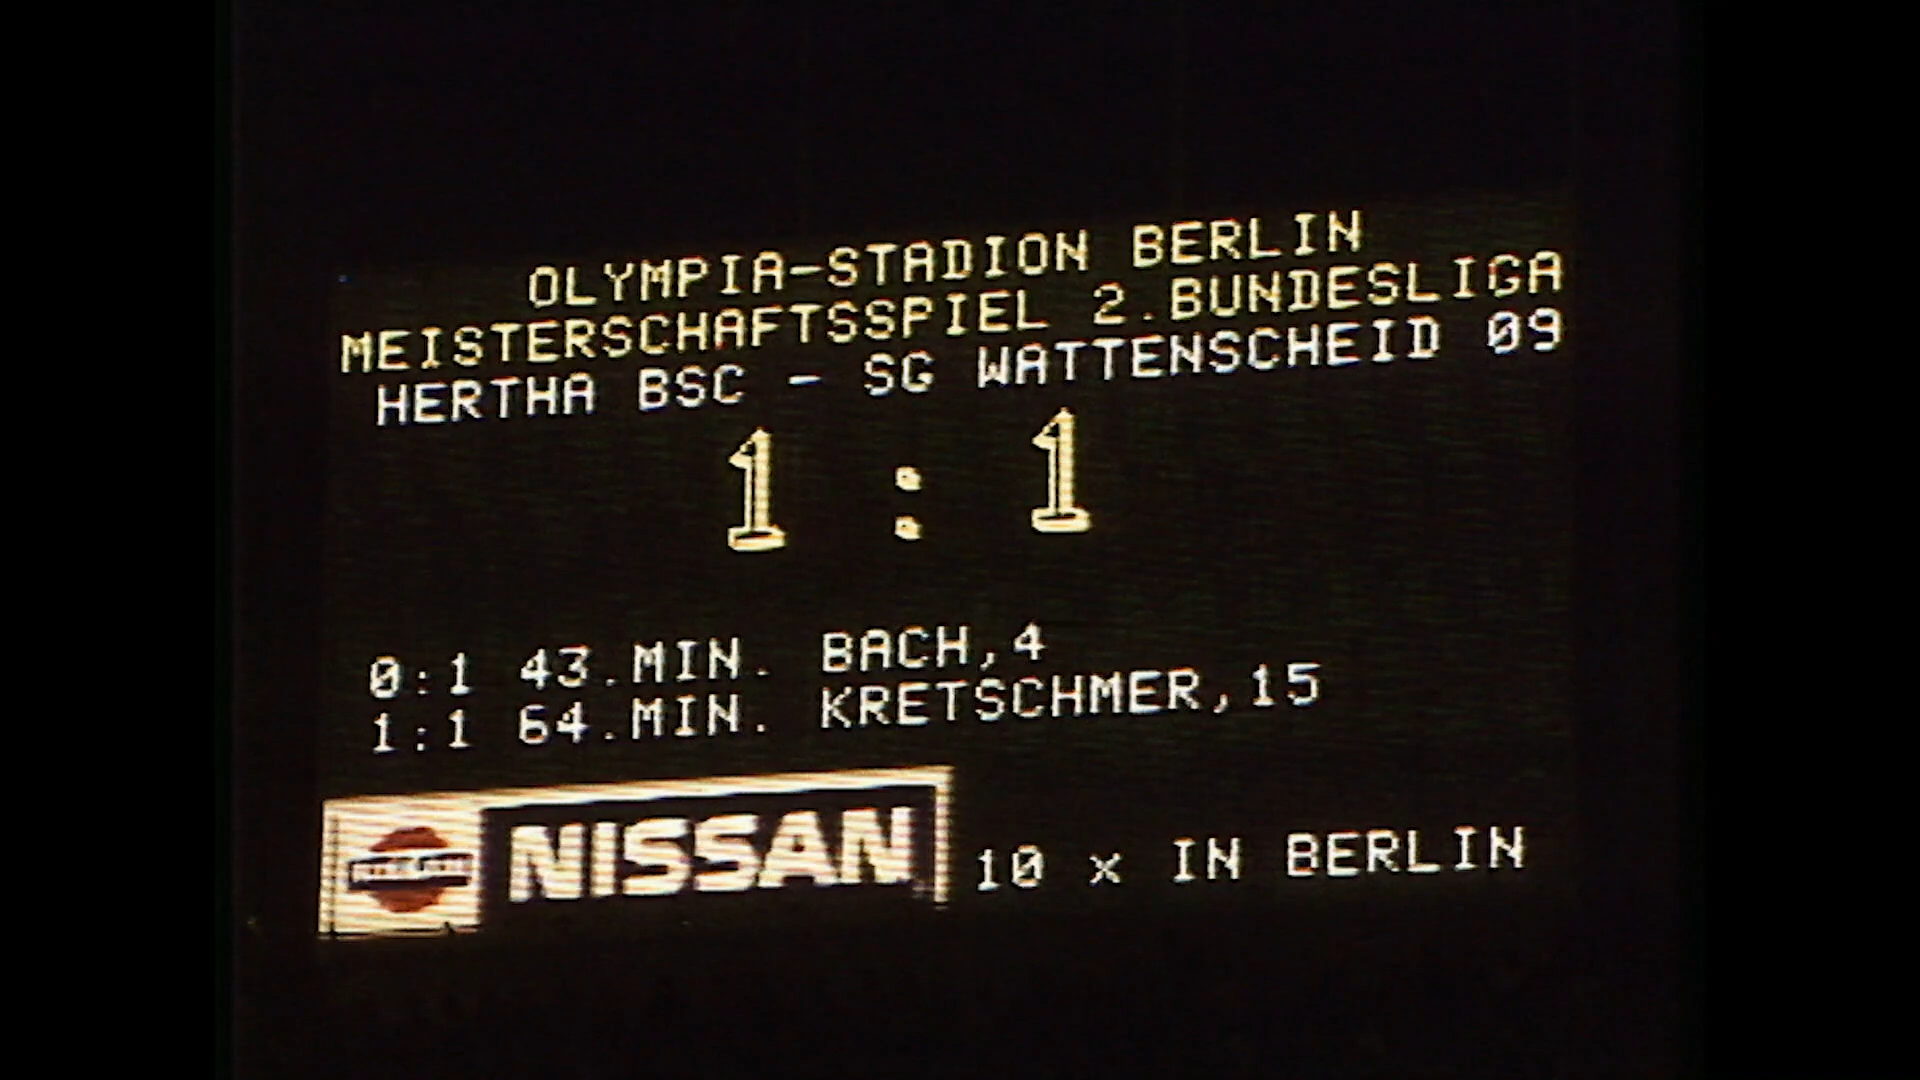 OLYMPIA-STADION BERLIN
MEISTERSCHAFTSSPIEL 2.BUNDESLIGA
HERTHA BSC - SG WATTENSCHEID 09
1 : 1
0:1 43.MIN. BACH,4
1:1 64.MIN. KRETSCHMER,15
NISSAN NISSAN 10 x IN BERLIN